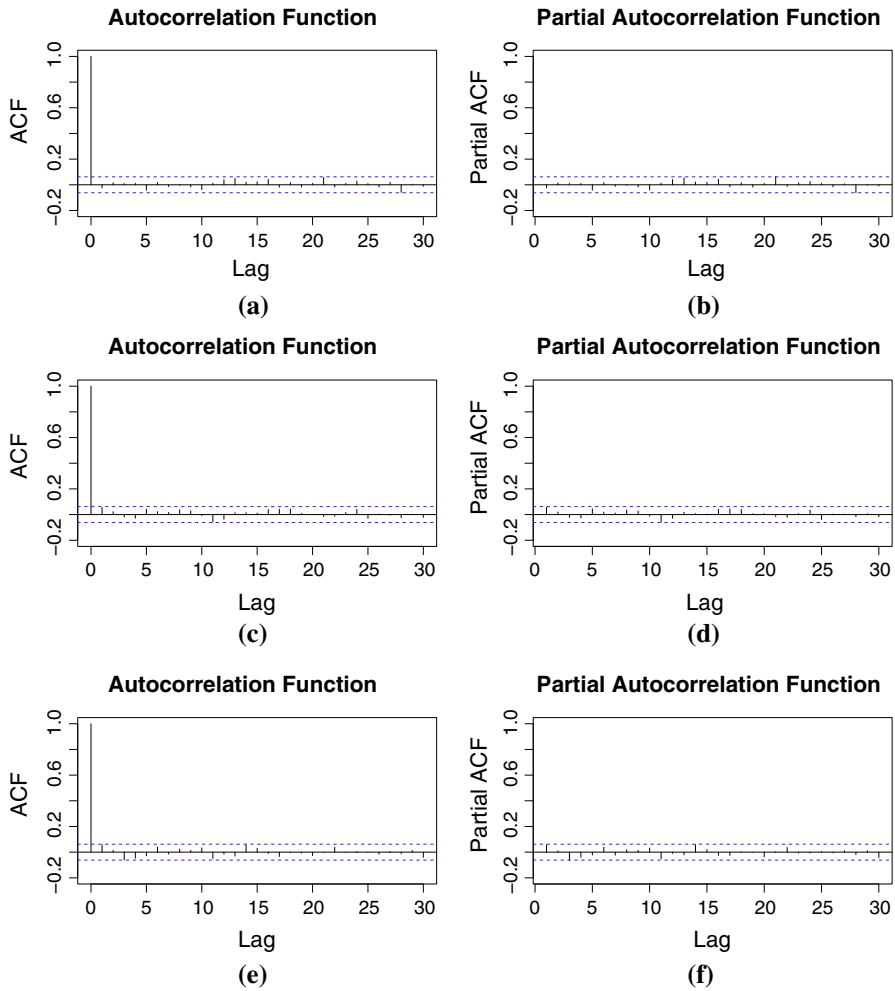 Autocorrelation Function
Partial Autocorrelation Function
ACF
1.0
0.6
0.2
−0.2
0 5 10 15 20 25 30
Lag
(a)
Partial ACF
1.0
0.6
0.2
−0.2
0 5 10 15 20 25 30
Lag
(b)
Autocorrelation Function
Partial Autocorrelation Function
ACF
1.0
0.6
0.2
−0.2
0 5 10 15 20 25 30
Lag
(c)
Partial ACF
1.0
0.6
0.2
−0.2
0 5 10 15 20 25 30
Lag
(d)
Autocorrelation Function
Partial Autocorrelation Function
ACF
1.0
0.6
0.2
−0.2
0 5 10 15 20 25 30
Lag
(e)
Partial ACF
1.0
0.6
0.2
−0.2
0 5 10 15 20 25 30
Lag
(f)